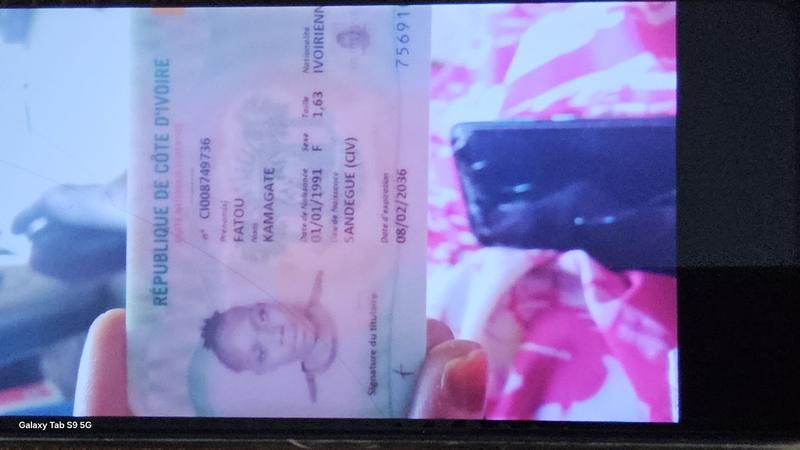 RÉPUBLIQUE DE CÔTE D'IVOIRE
n° CI008749736
Prénom(s)
FATOU
Nom
KAMAGATE
Date de Naissance Sexe Taille Nationalité
01/01/1991 F 1,63 IVOIRIENN
Lieu de Naissance
SANDEGUE (CIV)
Date d'expiration
08/02/2036
75691
Signature du titulaire
Galaxy Tab S9 5G